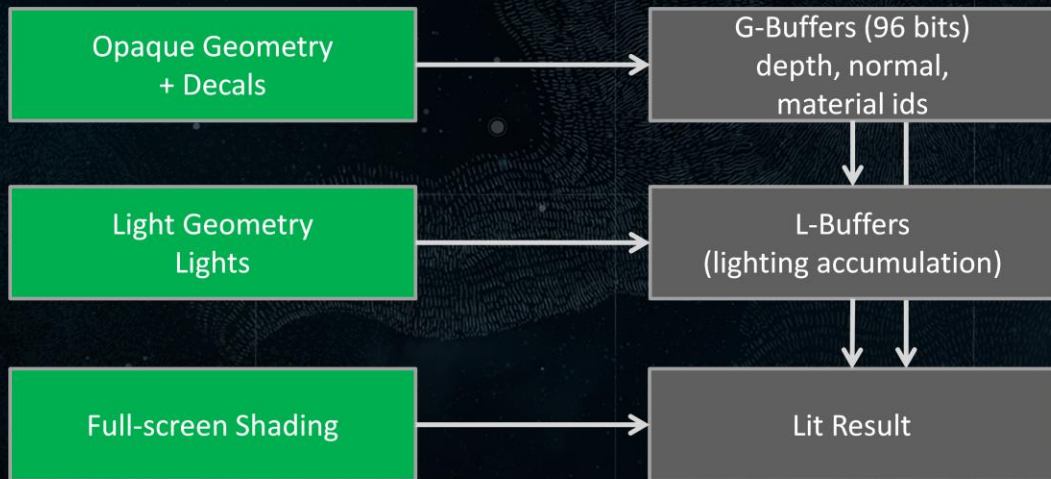 Opaque Geometry
+ Decals
G-Buffers (96 bits)
depth, normal,
material ids
Light Geometry
Lights
L-Buffers
(lighting accumulation)
Full-screen Shading
Lit Result